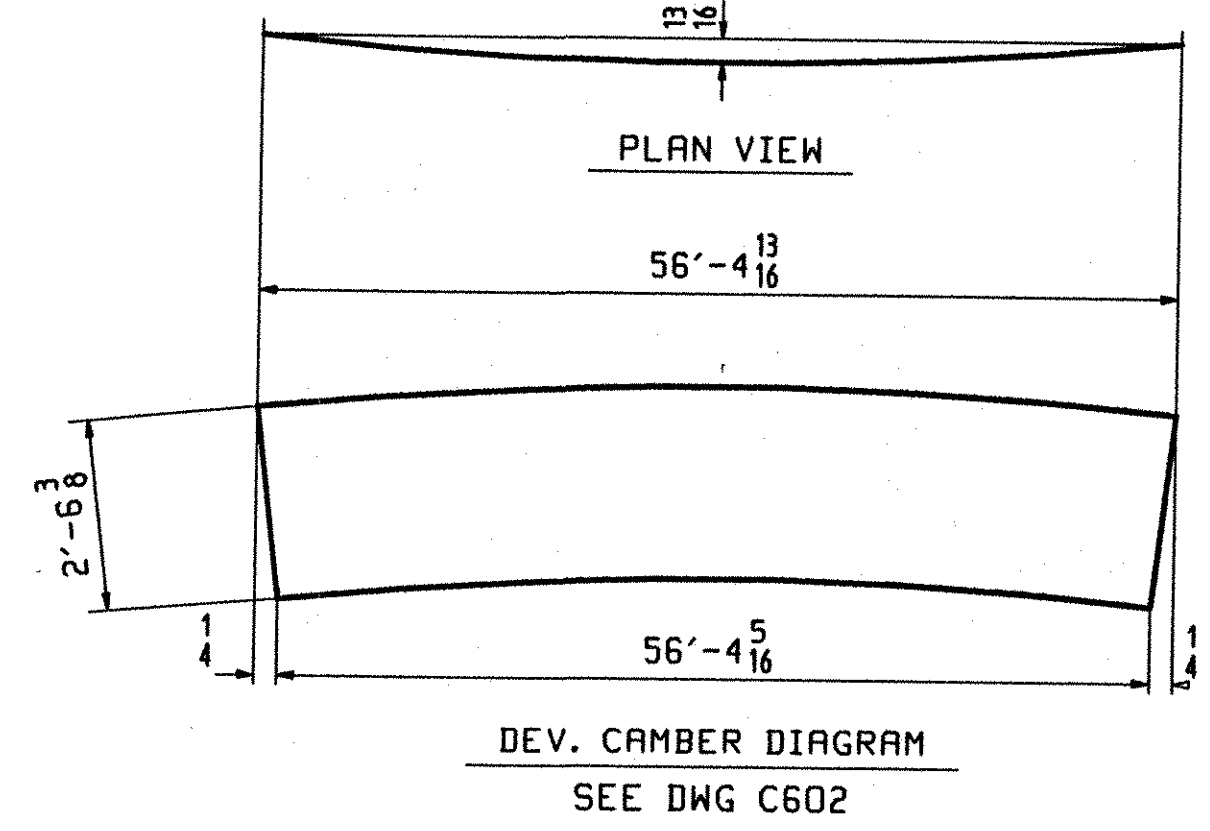 13/16
PLAN VIEW
56'-4 13/16
2'-6 3/8
1/4
56'-4 5/16
1/4
DEV. CAMBER DIAGRAM
SEE DWG C602